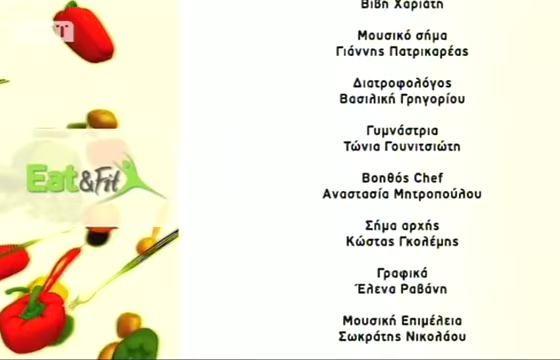 Βίβη Χαριάτη
Μουσικό σήμα
Γιάννης Πατρικαρέας
Διατροφολόγος
Βασιλική Γρηγορίου
Γυμνάστρια
Τώνια Γουνιτσιώτη
Βοηθός Chef
Αναστασία Μητροπούλου
Σήμα αρχής
Κώστας Γκολέμης
Γραφικά
Έλενα Ραβάνη
Μουσική Επιμέλεια
Σωκράτης Νικολάου
Eat&Fit